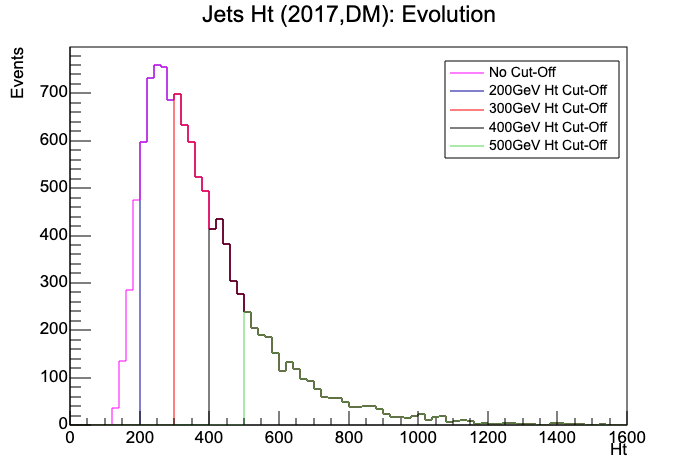 Jets Ht (2017,DM): Evolution
Events
No Cut-Off
200GeV Ht Cut-Off
300GeV Ht Cut-Off
400GeV Ht Cut-Off
500GeV Ht Cut-Off
700
600
500
400
300
200
100
0
0 200 400 600 800 1000 1200 1400 1600
Ht